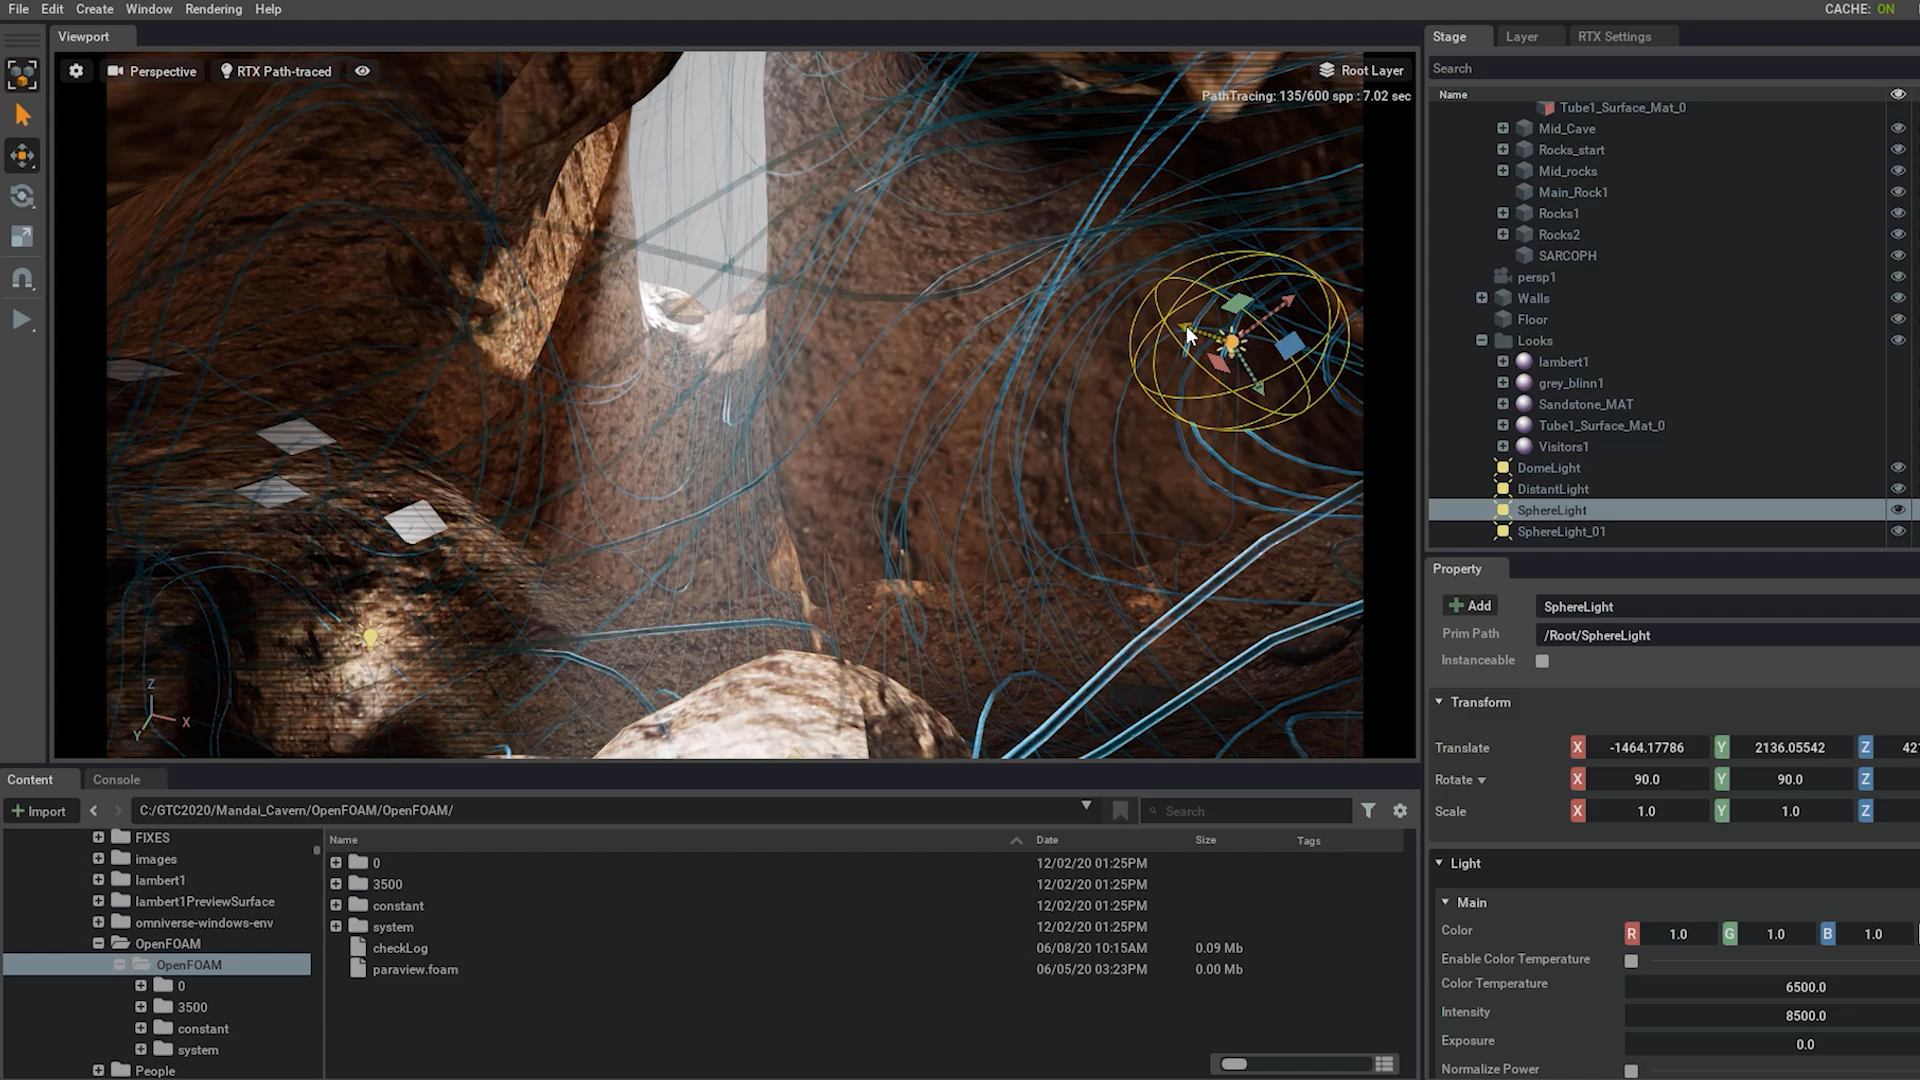 File Edit Create Window Rendering Help
CACHE: ON
Viewport
Perspective
RTX Path-traced
Root Layer
PathTracing: 135/600 spp : 7.02 sec
Z
X
Y
Stage Layer RTX Settings
Search
Name
Tube1_Surface_Mat_0
Mid_Cave
Rocks_start
Mid_rocks
Main_Rock1
Rocks1
Rocks2
SARCOPH
persp1
Walls
Floor
Looks
lambert1
grey_blinn1
Sandstone_MAT
Tube1_Surface_Mat_0
Visitors1
DomeLight
DistantLight
SphereLight
SphereLight_01
Property
Add SphereLight
Prim Path /Root/SphereLight
Instanceable
Transform
Translate X -1464.17786 Y 2136.05542 Z 42
Rotate X 90.0 Y 90.0 Z
Scale X 1.0 Y 1.0 Z
Light
Main
Color R 1.0 G 1.0 B 1.0
Enable Color Temperature
Color Temperature 6500.0
Intensity 8500.0
Exposure 0.0
Normalize Power
Content Console
Import C:/GTC2020/Mandai_Cavern/OpenFOAM/OpenFOAM/ Search
FIXES
images
lambert1
lambert1PreviewSurface
omniverse-windows-env
OpenFOAM
OpenFOAM
0
3500
constant
system
People
Name Date Size Tags
0 12/02/20 01:25PM
3500 12/02/20 01:25PM
constant 12/02/20 01:25PM
system 12/02/20 01:25PM
checkLog 06/08/20 10:15AM 0.09 Mb
paraview.foam 06/05/20 03:23PM 0.00 Mb